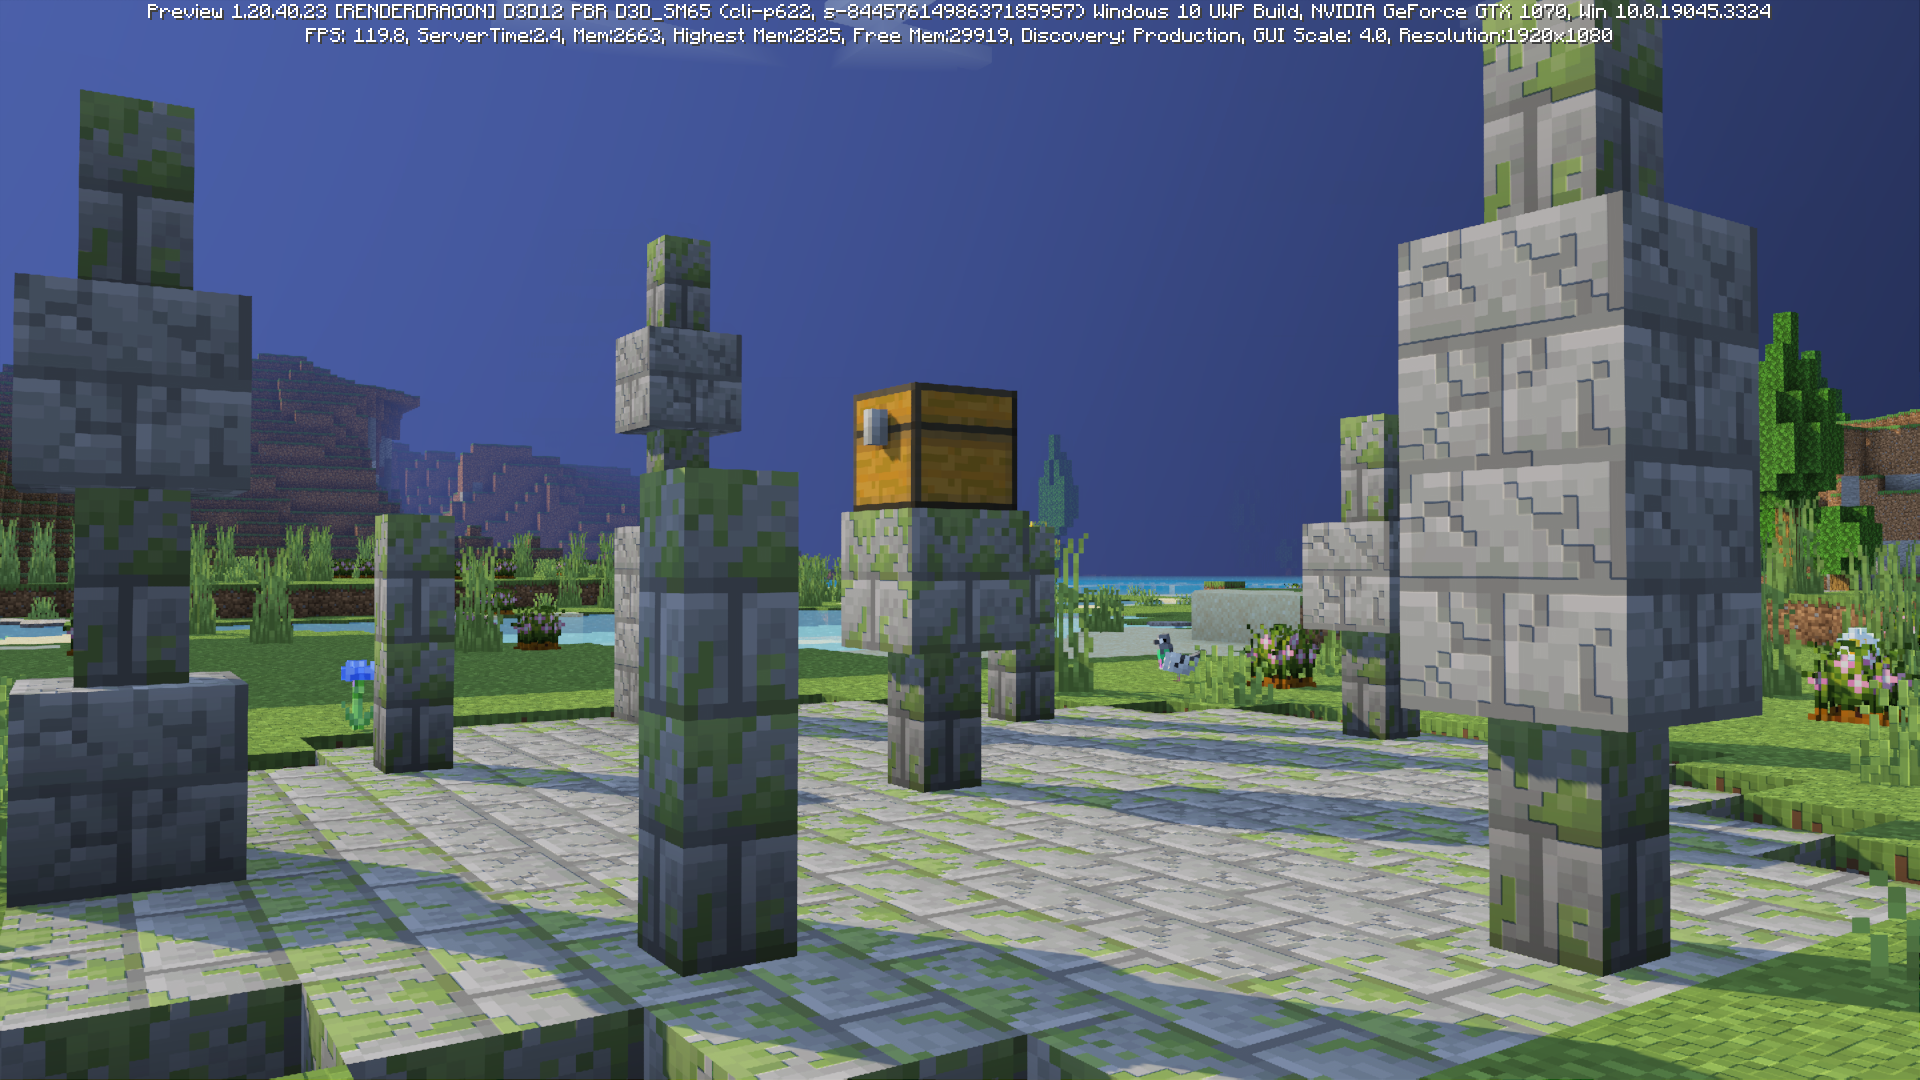 Preview 1.20.40.23 [RENDERDRAGON] D3D12 PBR D3D_SM65 (cli-p622, s-8445761498637185957) Windows 10 UWP Build, NVIDIA GeForce GTX 1070, Win 10.0.19045.3324
FPS: 119.8, ServerTime:2.4, Mem:2663, Highest Mem:2825, Free Mem:29919, Discovery: Production, GUI Scale: 4.0, Resolution:1920x1080